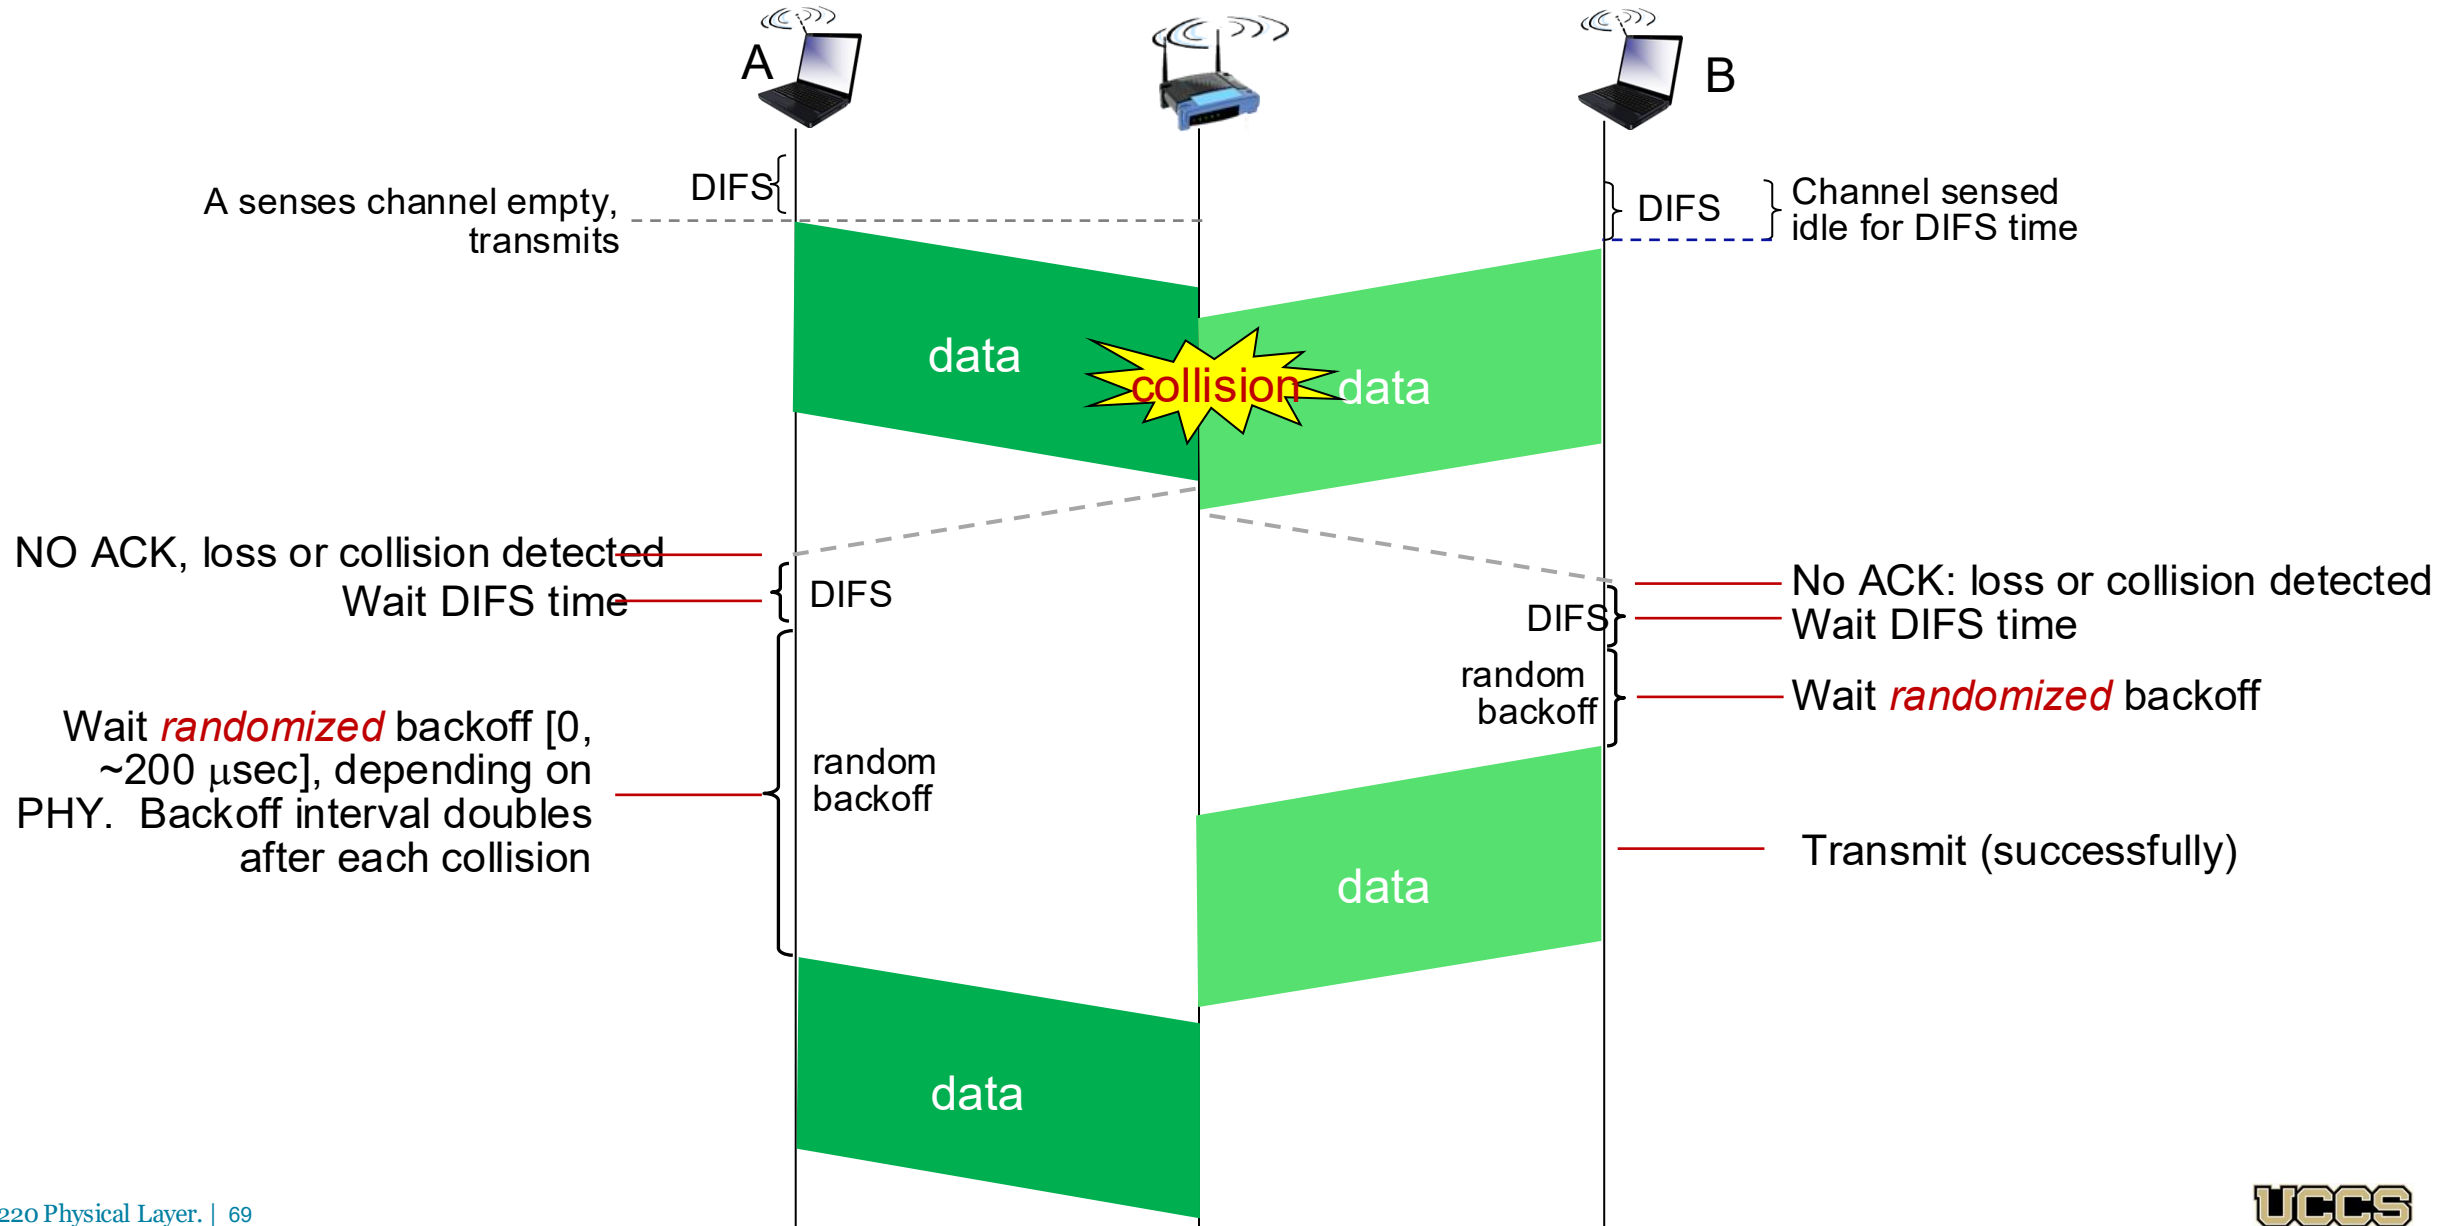 A
B
DIFS
A senses channel empty,
transmits
DIFS
Channel sensed
idle for DIFS time
data
collision
data
NO ACK, loss or collision detected
Wait DIFS time
DIFS
No ACK: loss or collision detected
DIFS
Wait DIFS time
random
backoff
Wait randomized backoff
Wait randomized backoff [0,
~200 μsec], depending on
PHY.  Backoff interval doubles
after each collision
random
backoff
Transmit (successfully)
data
data
220 Physical Layer. | 69
UCCS